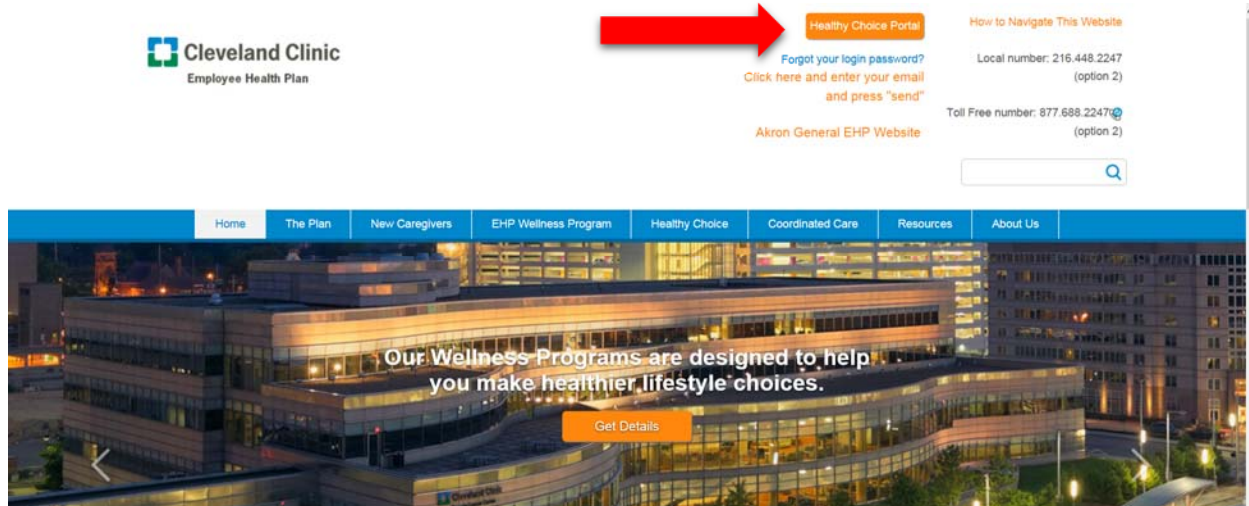 Cleveland Clinic
Employee Health Plan
Healthy Choice Portal
Forgot your login password?
Click here and enter your email
and press "send"
Akron General EHP Website
How to Navigate This Website
Local number: 216.448.2247
(option 2)
Toll Free number: 877.688.2247
(option 2)
Home
The Plan
New Caregivers
EHP Wellness Program
Healthy Choice
Coordinated Care
Resources
About Us
Our Wellness Programs are designed to help
you make healthier lifestyle choices.
Get Details
Cleveland Clinic